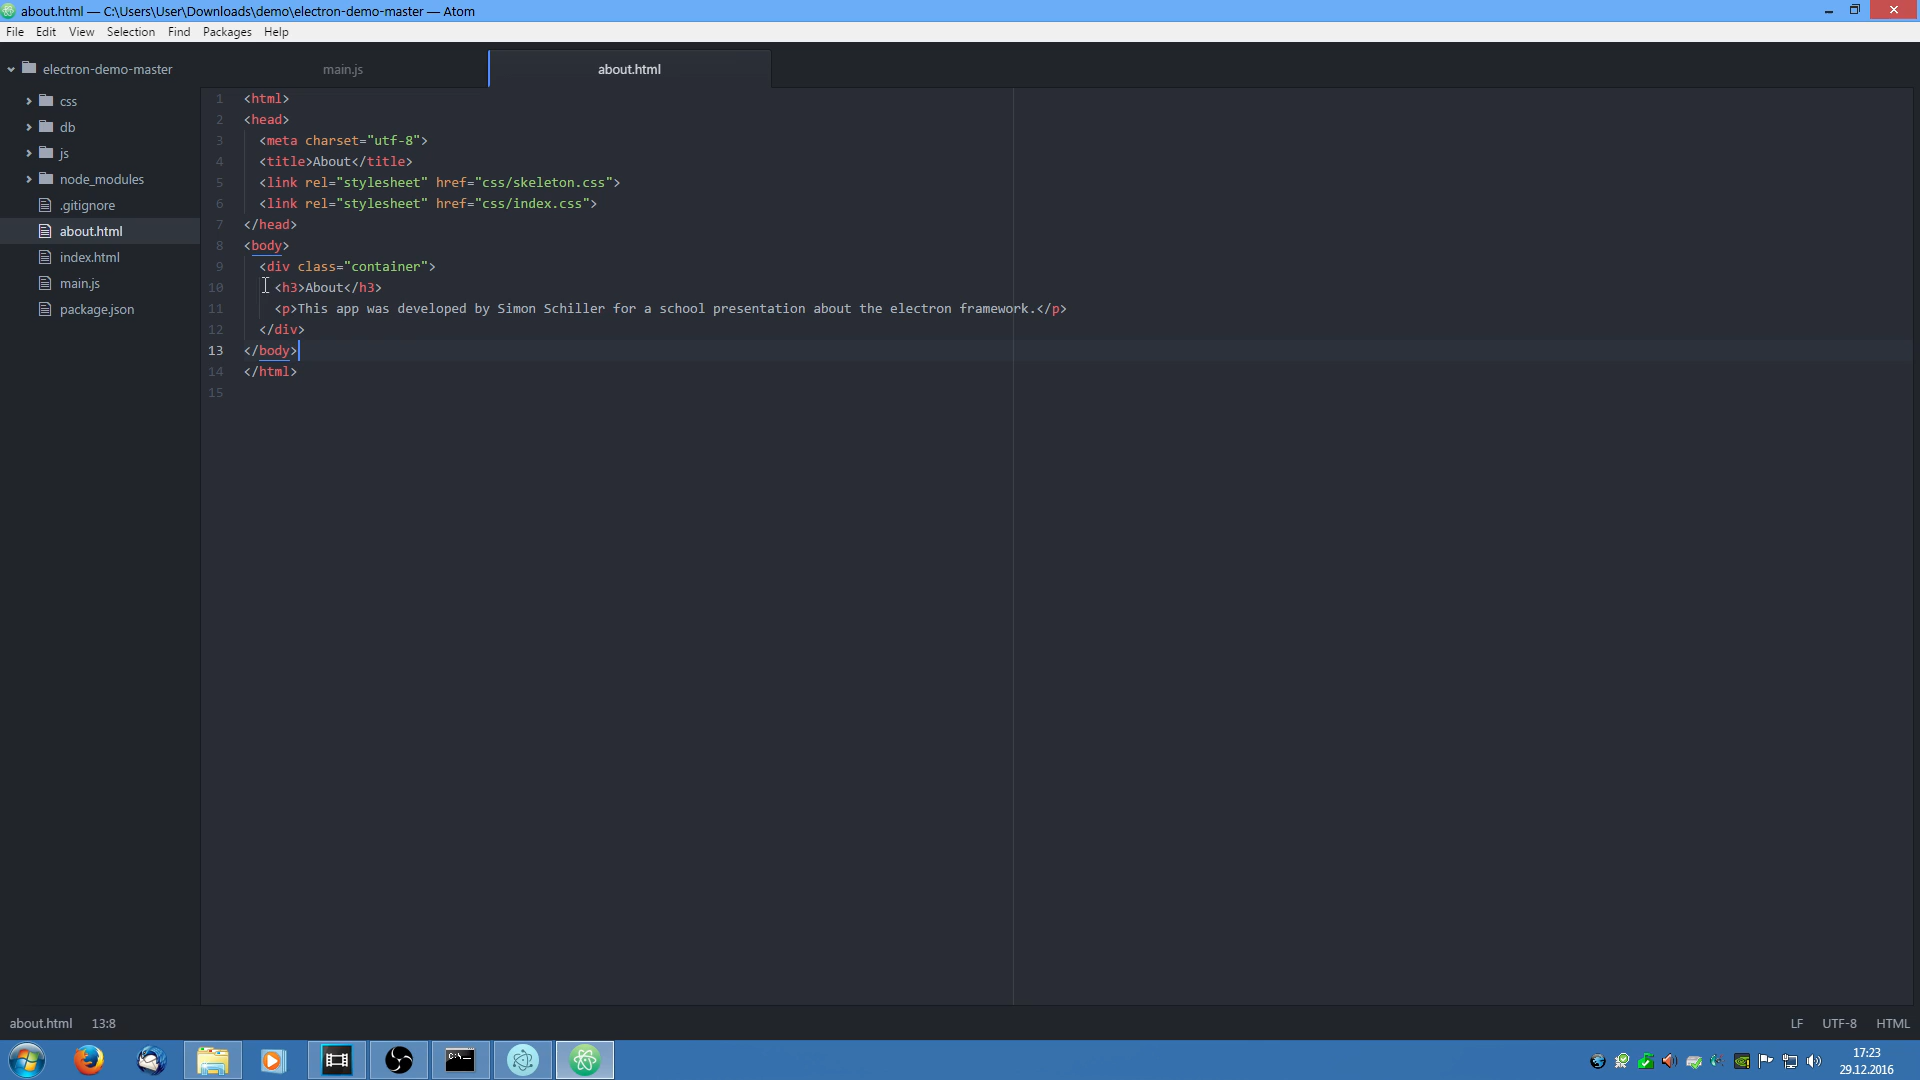 about.html — C:\Users\User\Downloads\demo\electron-demo-master — Atom
File Edit View Selection Find Packages Help
electron-demo-master
css
db
js
node_modules
.gitignore
about.html
index.html
main.js
package.json
main.js about.html
1 <html>
2 <head>
3 <meta charset="utf-8">
4 <title>About</title>
5 <link rel="stylesheet" href="css/skeleton.css">
6 <link rel="stylesheet" href="css/index.css">
7 </head>
8 <body>
9 <div class="container">
10 <h3>About</h3>
11 <p>This app was developed by Simon Schiller for a school presentation about the electron framework.</p>
12 </div>
13 </body>
14 </html>
15
about.html 13:8 LF UTF-8 HTML
C:\_
17:23
29.12.2016